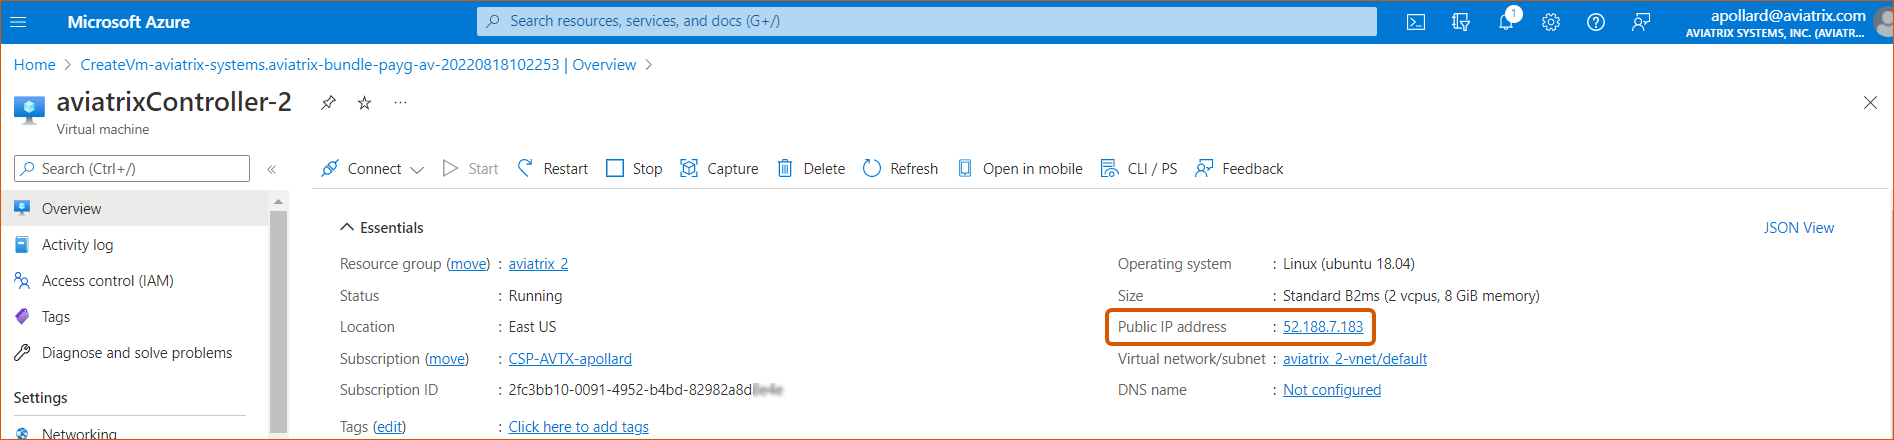 Microsoft Azure
Search resources, services, and docs (G+/)
1
apollard@aviatrix.com
AVIATRIX SYSTEMS, INC. (AVIATR...
Home > CreateVm-aviatrix-systems.aviatrix-bundle-payg-av-20220818102253 | Overview >
aviatrixController-2
Virtual machine
Search (Ctrl+/)
Connect
Start
Restart
Stop
Capture
Delete
Refresh
Open in mobile
CLI / PS
Feedback
Overview
Activity log
Access control (IAM)
Tags
Diagnose and solve problems
Settings
Networking
Essentials
JSON View
Resource group (move) : aviatrix_2
Status : Running
Location : East US
Subscription (move) : CSP-AVTX-apollard
Subscription ID : 2fc3bb10-0091-4952-b4bd-82982a8d
Tags (edit) : Click here to add tags
Operating system : Linux (ubuntu 18.04)
Size : Standard B2ms (2 vcpus, 8 GiB memory)
Public IP address : 52.188.7.183
Virtual network/subnet : aviatrix_2-vnet/default
DNS name : Not configured